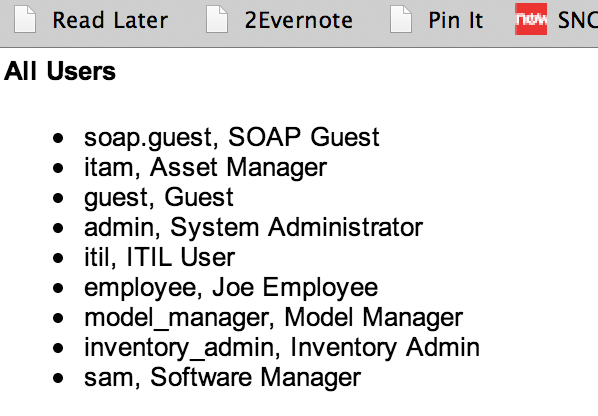 Read Later 2Evernote Pin It now SNC
All Users
soap.guest, SOAP Guest
itam, Asset Manager
guest, Guest
admin, System Administrator
itil, ITIL User
employee, Joe Employee
model_manager, Model Manager
inventory_admin, Inventory Admin
sam, Software Manager